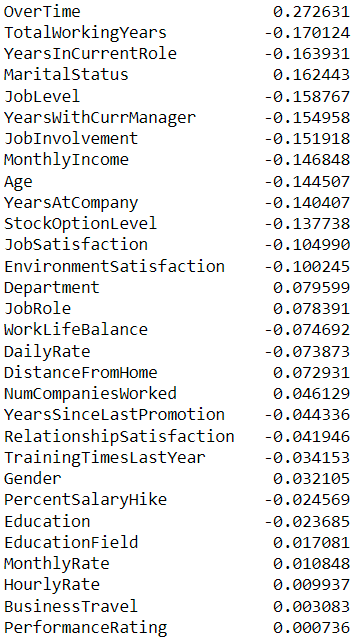 OverTime 0.272631
TotalWorkingYears -0.170124
YearsInCurrentRole -0.163931
MaritalStatus 0.162443
JobLevel -0.158767
YearsWithCurrManager -0.154958
JobInvolvement -0.151918
MonthlyIncome -0.146848
Age -0.144507
YearsAtCompany -0.140407
StockOptionLevel -0.137738
JobSatisfaction -0.104990
EnvironmentSatisfaction -0.100245
Department 0.079599
JobRole 0.078391
WorkLifeBalance -0.074692
DailyRate -0.073873
DistanceFromHome 0.072931
NumCompaniesWorked 0.046129
YearsSinceLastPromotion -0.044336
RelationshipSatisfaction -0.041946
TrainingTimesLastYear -0.034153
Gender 0.032105
PercentSalaryHike -0.024569
Education -0.023685
EducationField 0.017081
MonthlyRate 0.010848
HourlyRate 0.009937
BusinessTravel 0.003083
PerformanceRating 0.000736